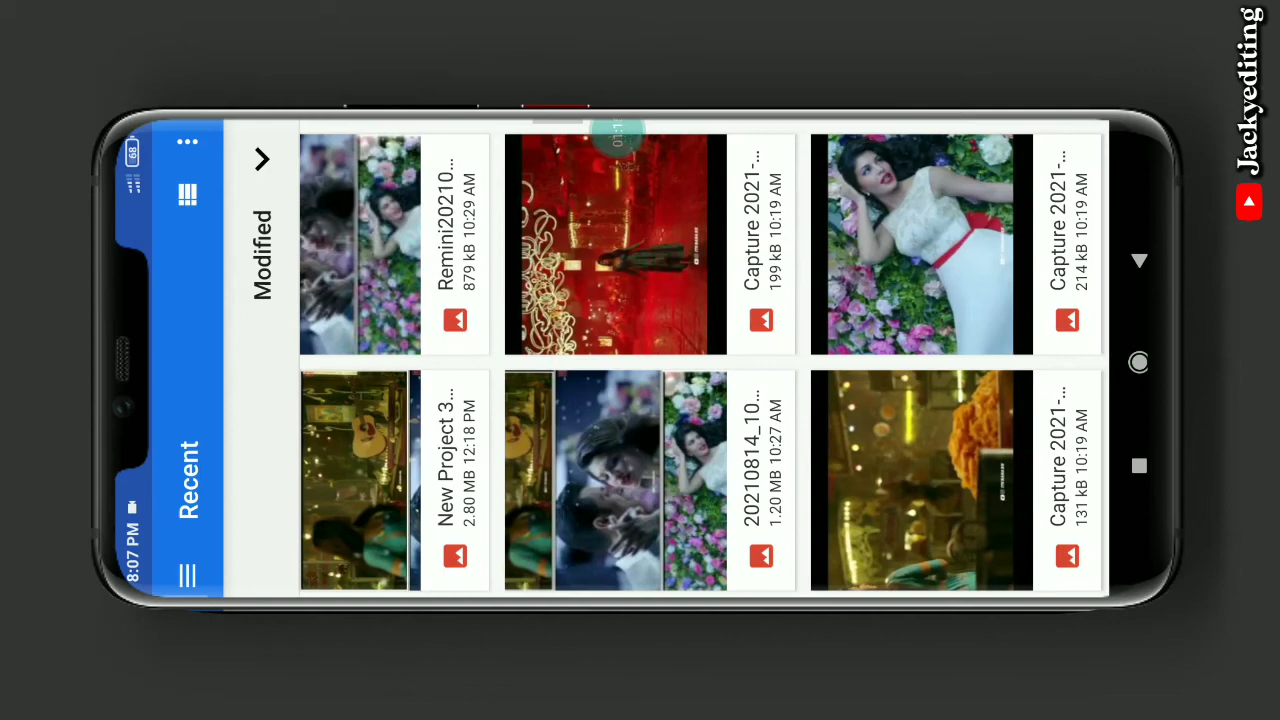 Jackyediting
8:07 PM
68
Recent
Modified
New Project 3...
2.80 MB 12:18 PM
Remini20210...
879 kB 10:29 AM
20210814_10...
1.20 MB 10:27 AM
Capture 2021-...
199 kB 10:19 AM
Capture 2021-...
131 kB 10:19 AM
Capture 2021-...
214 kB 10:19 AM